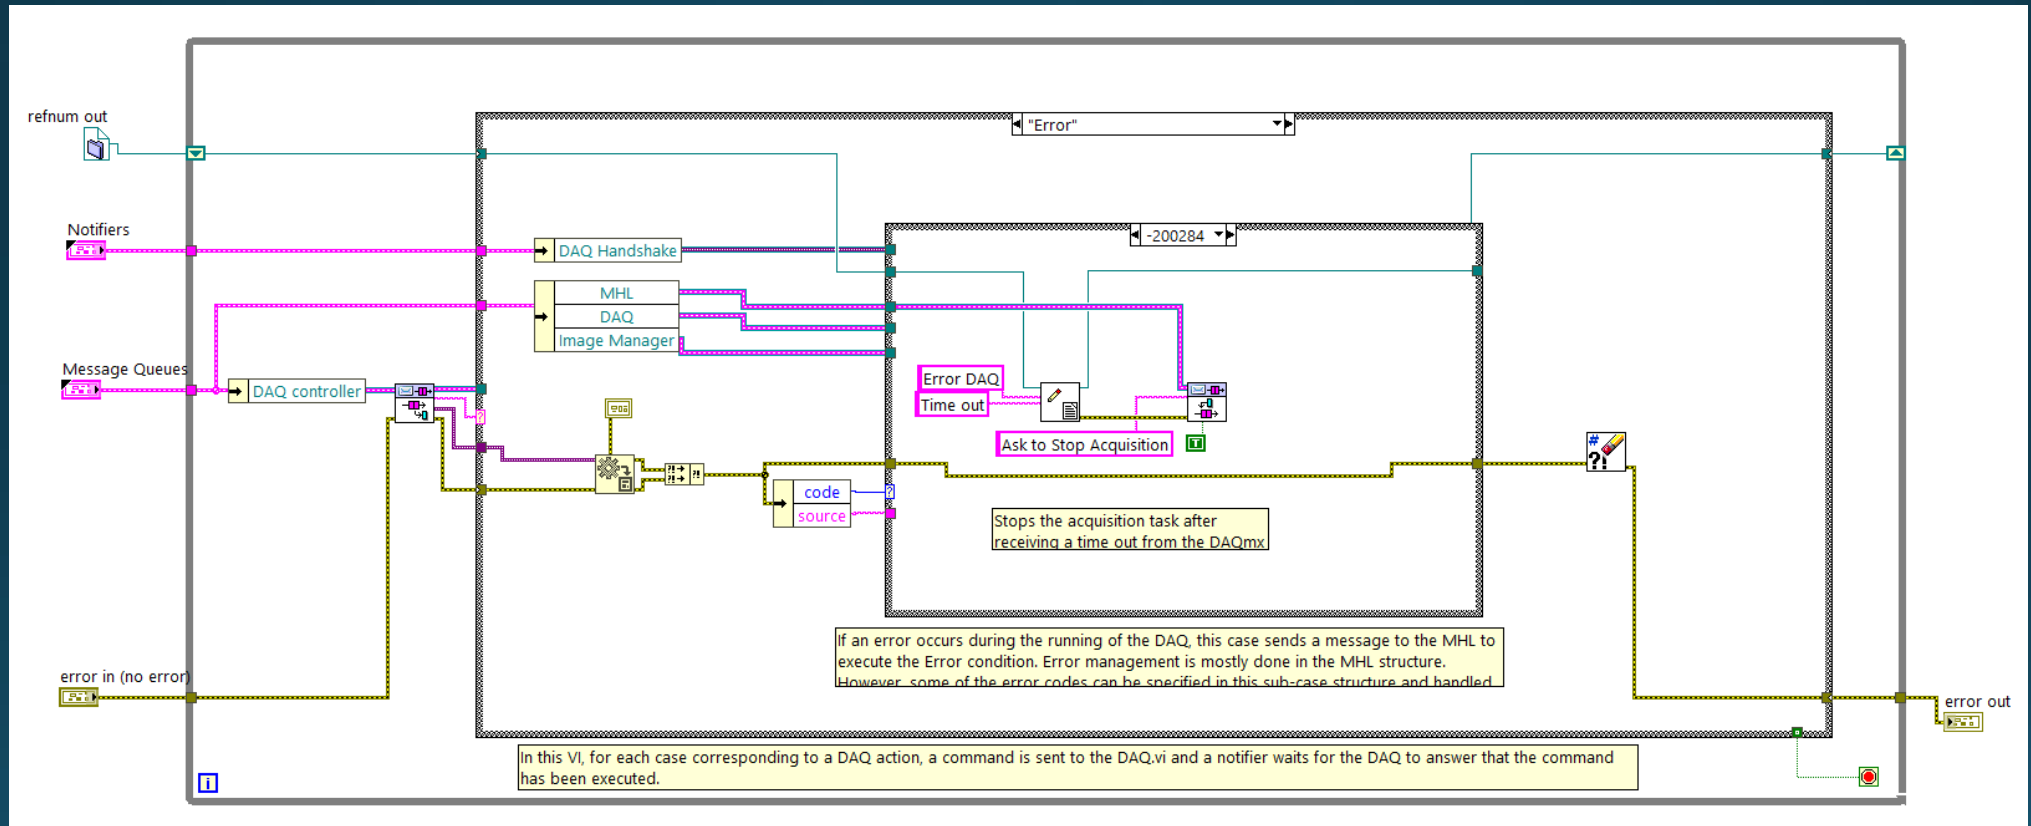 refnum out
"Error"
Notifiers
DAQ Handshake
-200284
MHL
DAQ
Image Manager
Message Queues
DAQ controller
Error DAQ
Time out
Ask to Stop Acquisition
T
#
?!
code
source
Stops the acquisition task after
receiving a time out from the DAQmx
If an error occurs during the running of the DAQ, this case sends a message to the MHL to
execute the Error condition. Error management is mostly done in the MHL structure.
However, some of the error codes can be specified in this sub-case structure and handled
error in (no error)
error out
In this VI, for each case corresponding to a DAQ action, a command is sent to the DAQ.vi and a notifier waits for the DAQ to answer that the command
has been executed.
i